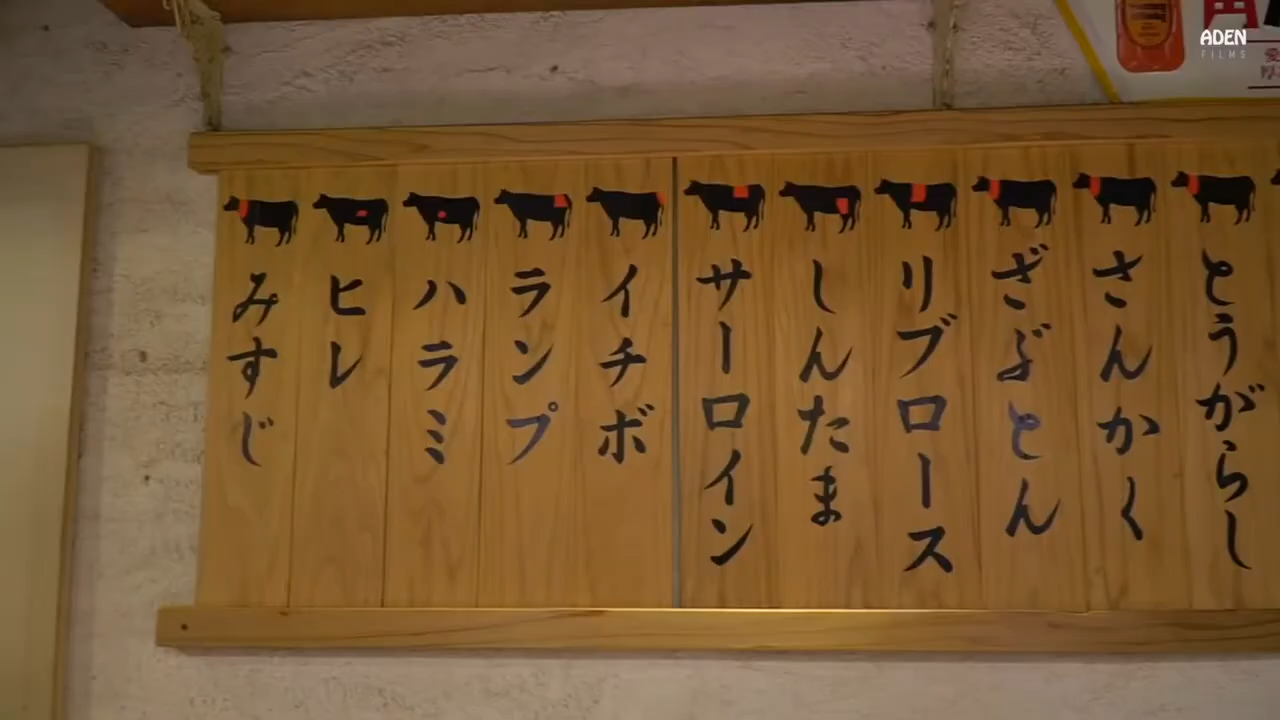 みすじ
ヒレ
ハラミ
ランプ
イチボ
サーロイン
しんたま
リブロース
ざぶとん
さんかく
とうがらし
ADEN
FILMS